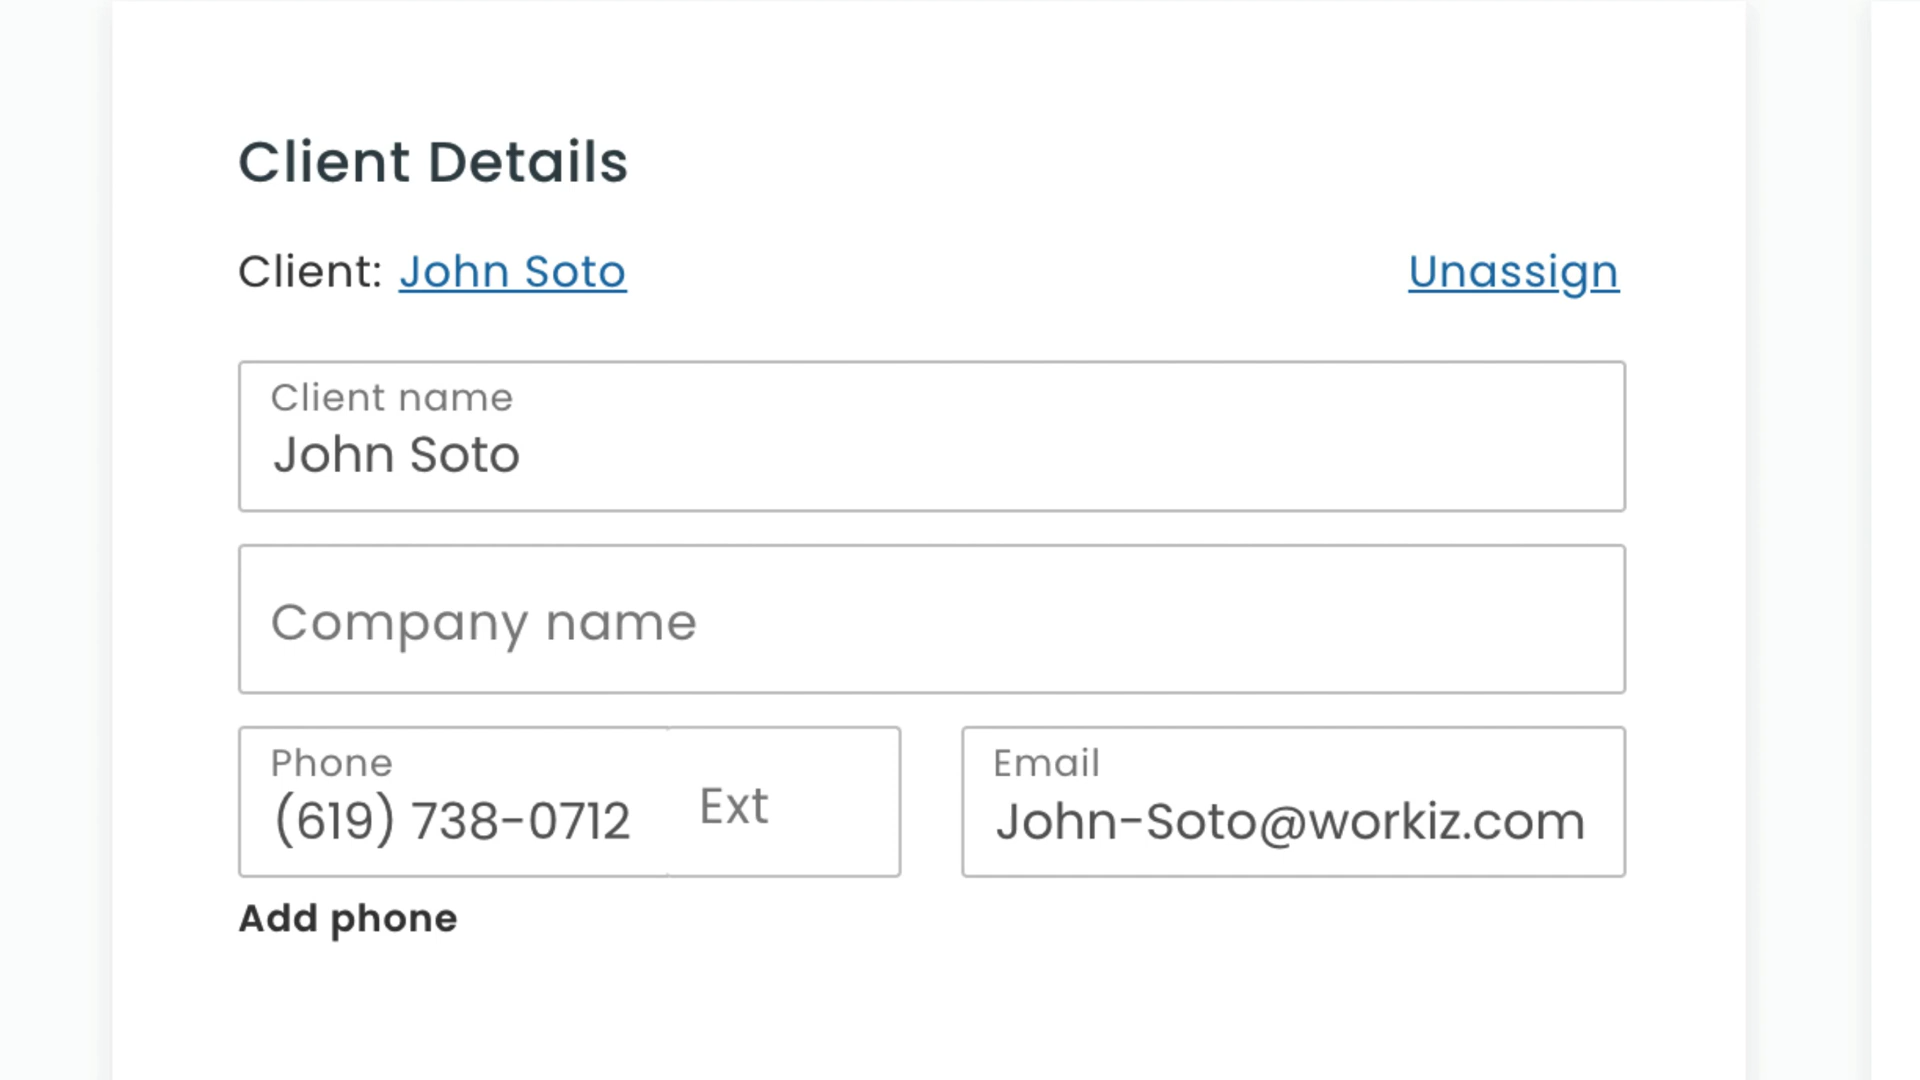 Client Details
Client: John Soto Unassign
Client name
John Soto
Company name
Phone
(619) 738-0712
Ext
Email
John-Soto@workiz.com
Add phone